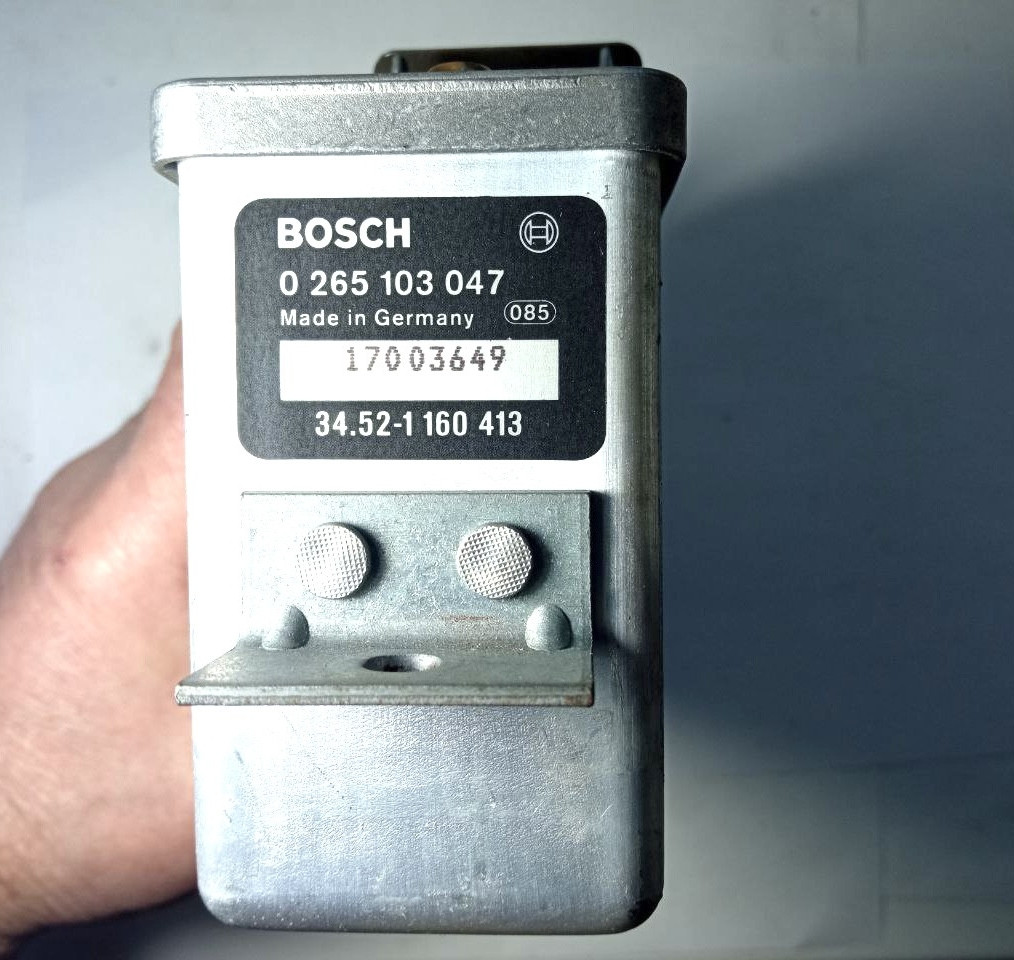 BOSCH
0 265 103 047
Made in Germany 085
17003649
34.52-1 160 413